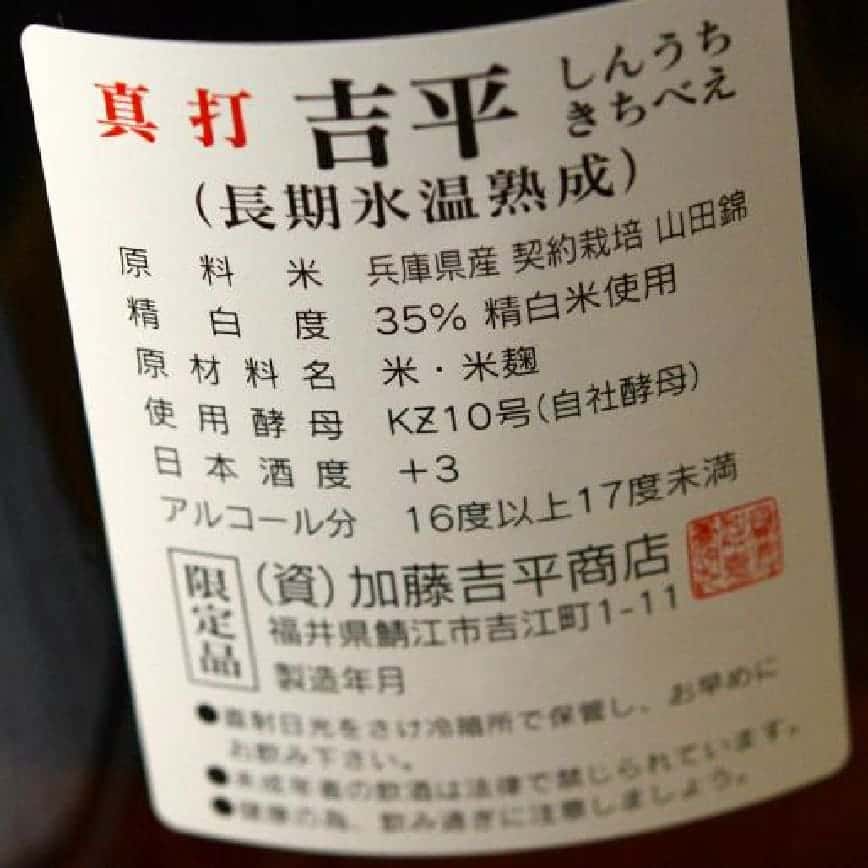 真打 吉平 しんうち きちべえ
(長期氷温熟成)
原料米 兵庫県産 契約栽培 山田錦
精白度 35% 精白米使用
原材料名 米・米麹
使用酵母 KZ10号(自社酵母)
日本酒度 +3
アルコール分 16度以上17度未満
限定品
(資)加藤吉平商店
福井県鯖江市吉江町1-11
製造年月
●直射日光をさけ冷暗所で保管し、お早めに
お飲み下さい。
●未成年者の飲酒は法律で禁じられています。
●健康の為、飲み過ぎに注意しましょう。